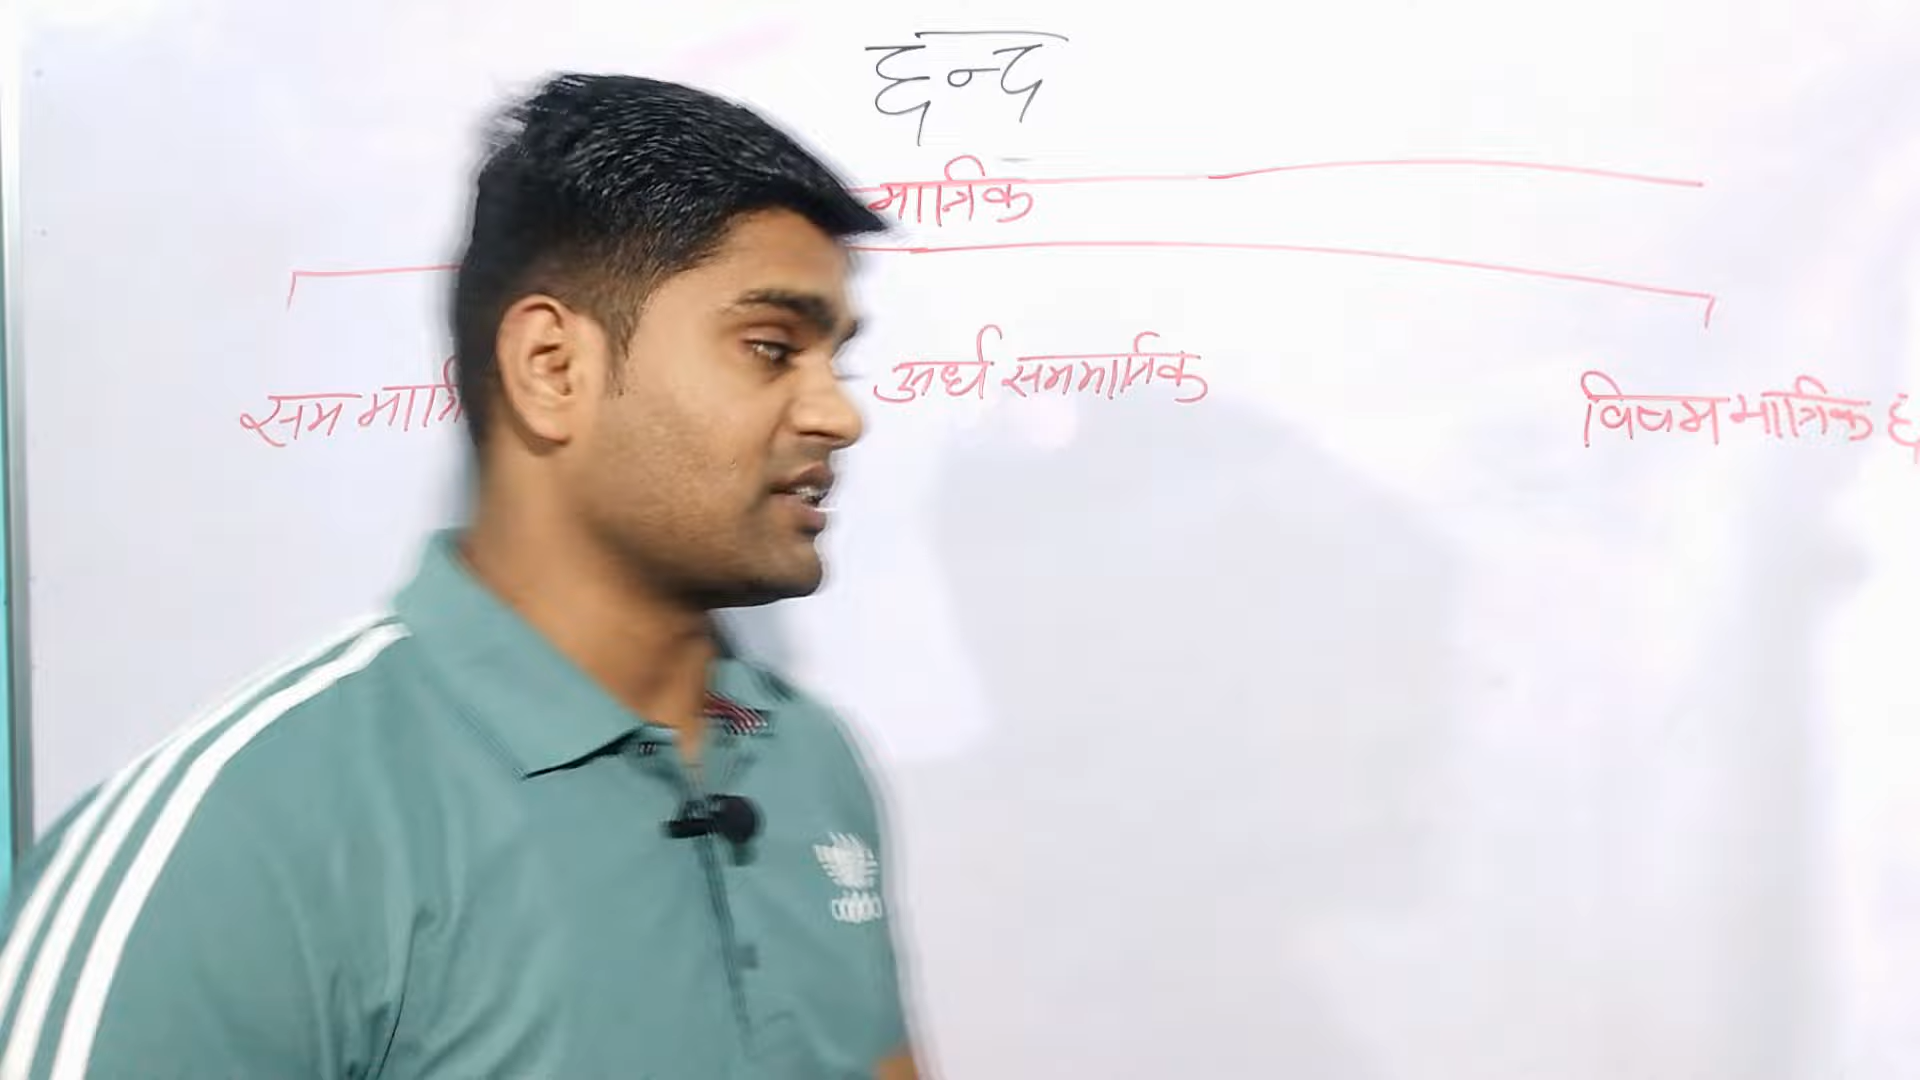 छन्द
मात्रिक
सम मात्रि
अर्ध सममात्रिक
विषम मात्रिक छ